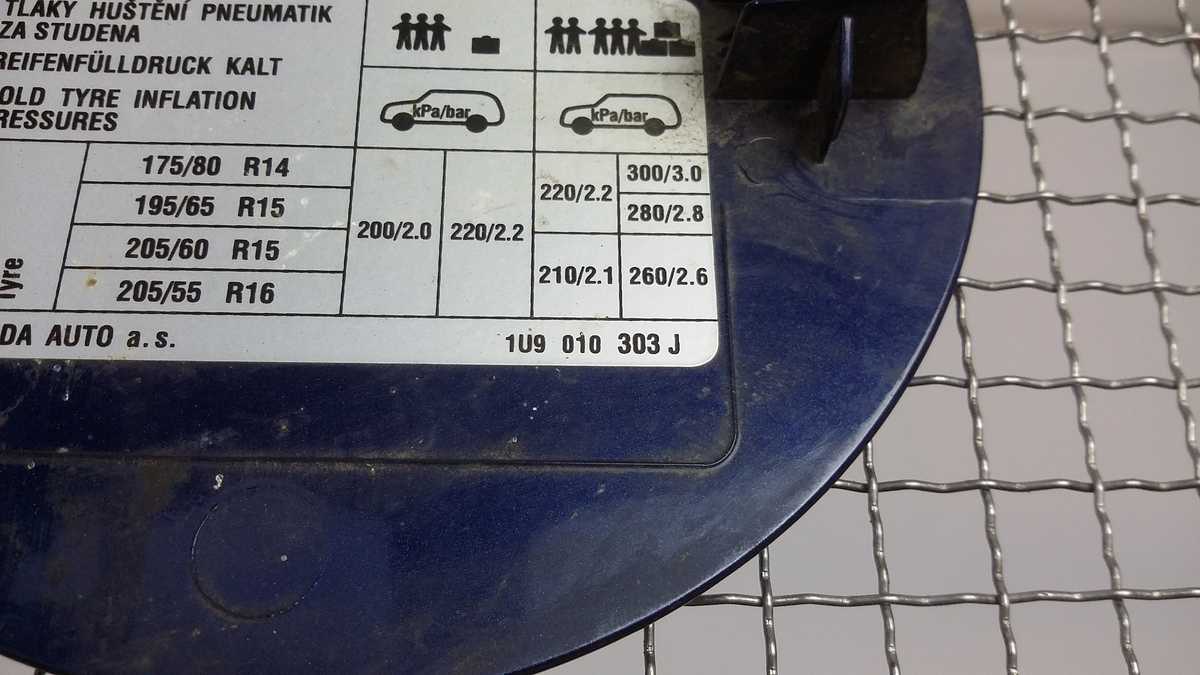 TLAKY HUŠTĚNÍ PNEUMATIK
ZA STUDENA
REIFENFÜLLDRUCK KALT
OLD TYRE INFLATION
RESSURES
kPa/bar kPa/bar
Tyre
175/80 R14
195/65 R15
205/60 R15
205/55 R16
200/2.0 220/2.2
220/2.2 300/3.0
280/2.8
210/2.1 260/2.6
DA AUTO a.s. 1U9 010 303 J